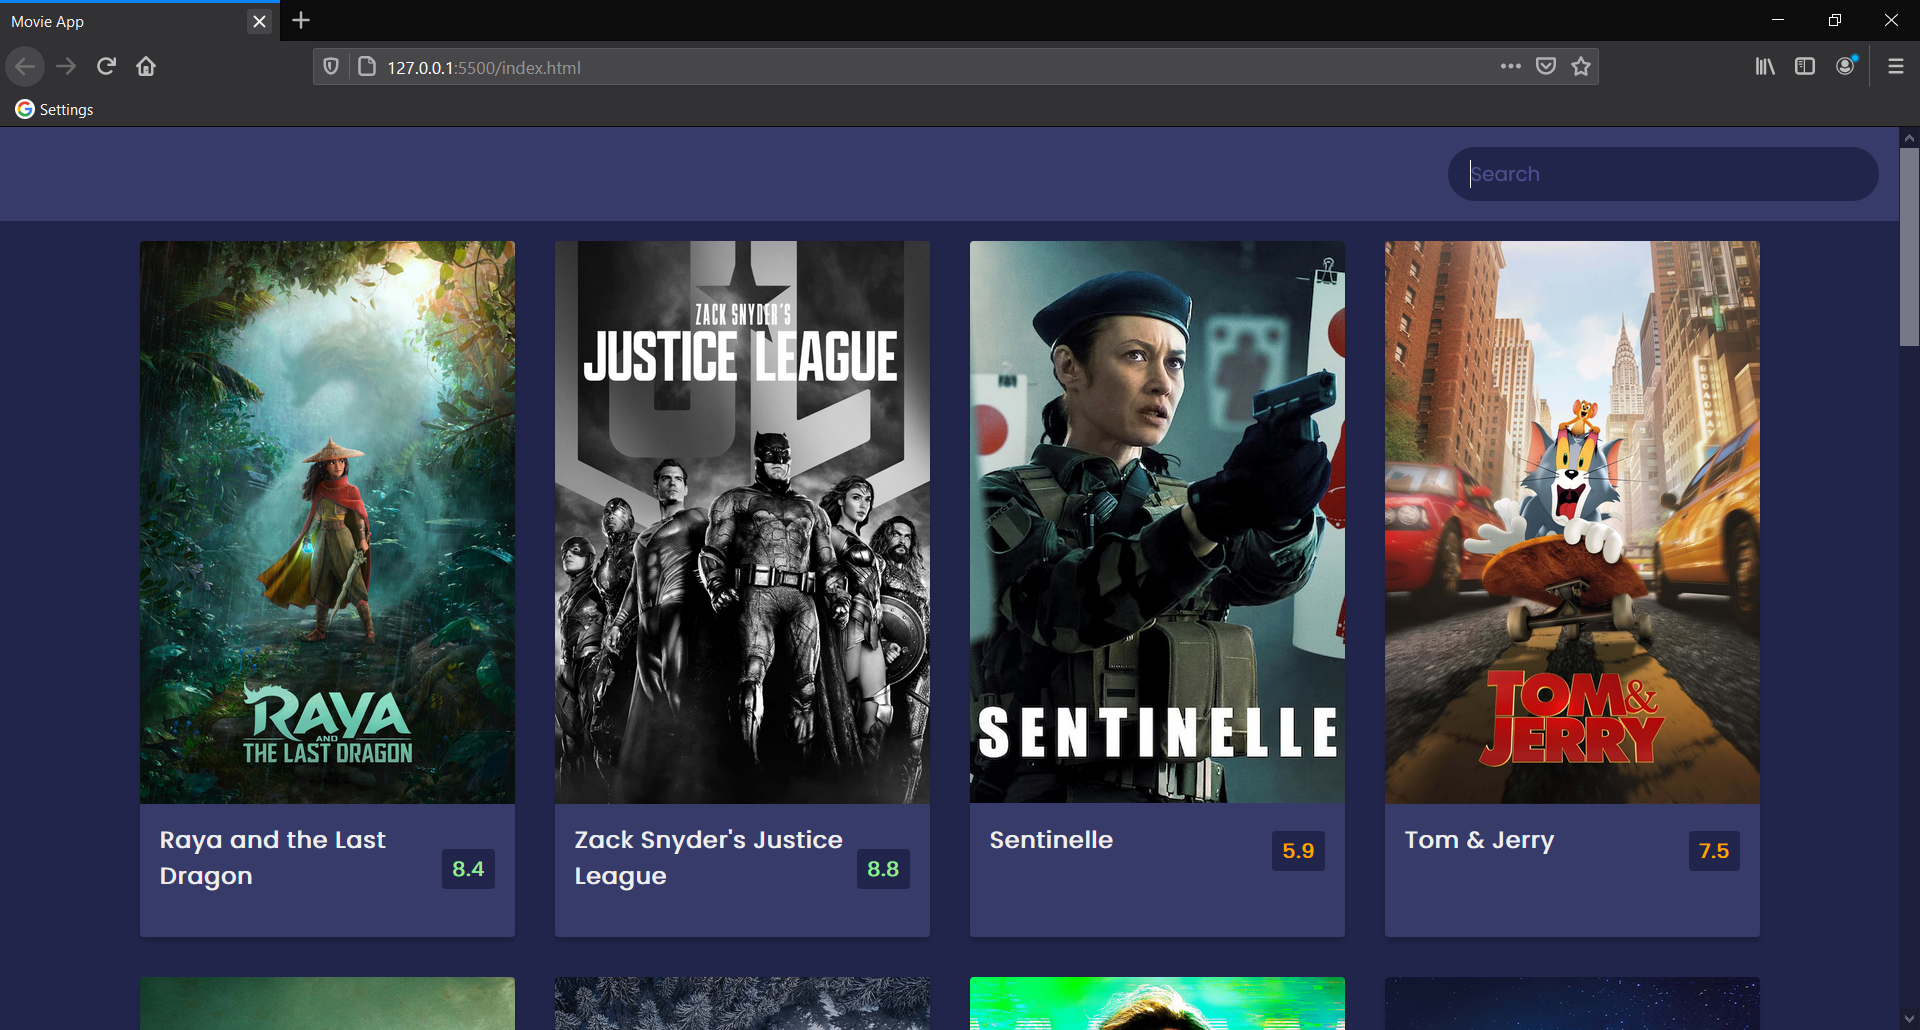 Movie App
127.0.0.1:5500/index.html
Settings
Search
RAYA
AND
THE LAST DRAGON
ZACK SNYDER'S
JUSTICE LEAGUE
SENTINELLE
BROADWAY
TOM &
JERRY
Raya and the Last
Dragon
8.4
Zack Snyder's Justice
League
8.8
Sentinelle
5.9
Tom & Jerry
7.5